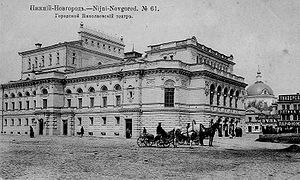 Нижній-Новгородъ.—Nijni-Novgorod. № 61.
Городской Николаевскій театръ.